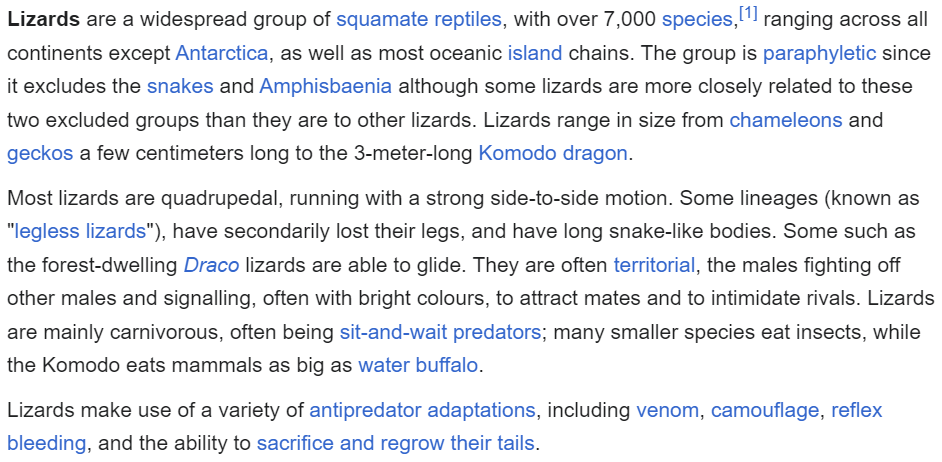 Lizards are a widespread group of squamate reptiles, with over 7,000 species,[1] ranging across all
continents except Antarctica, as well as most oceanic island chains. The group is paraphyletic since
it excludes the snakes and Amphisbaenia although some lizards are more closely related to these
two excluded groups than they are to other lizards. Lizards range in size from chameleons and
geckos a few centimeters long to the 3-meter-long Komodo dragon.
Most lizards are quadrupedal, running with a strong side-to-side motion. Some lineages (known as
"legless lizards"), have secondarily lost their legs, and have long snake-like bodies. Some such as
the forest-dwelling Draco lizards are able to glide. They are often territorial, the males fighting off
other males and signalling, often with bright colours, to attract mates and to intimidate rivals. Lizards
are mainly carnivorous, often being sit-and-wait predators; many smaller species eat insects, while
the Komodo eats mammals as big as water buffalo.
Lizards make use of a variety of antipredator adaptations, including venom, camouflage, reflex
bleeding, and the ability to sacrifice and regrow their tails.